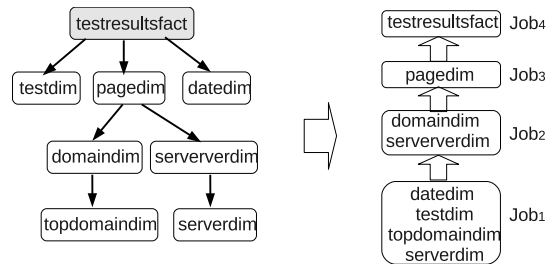 testresultsfact
testdim pagedim datedim
domaindim serververdim
topdomaindim serverdim
testresultsfact Job4
pagedim Job3
domaindim
serververdim Job2
datedim
testdim
topdomaindim Job1
serverdim